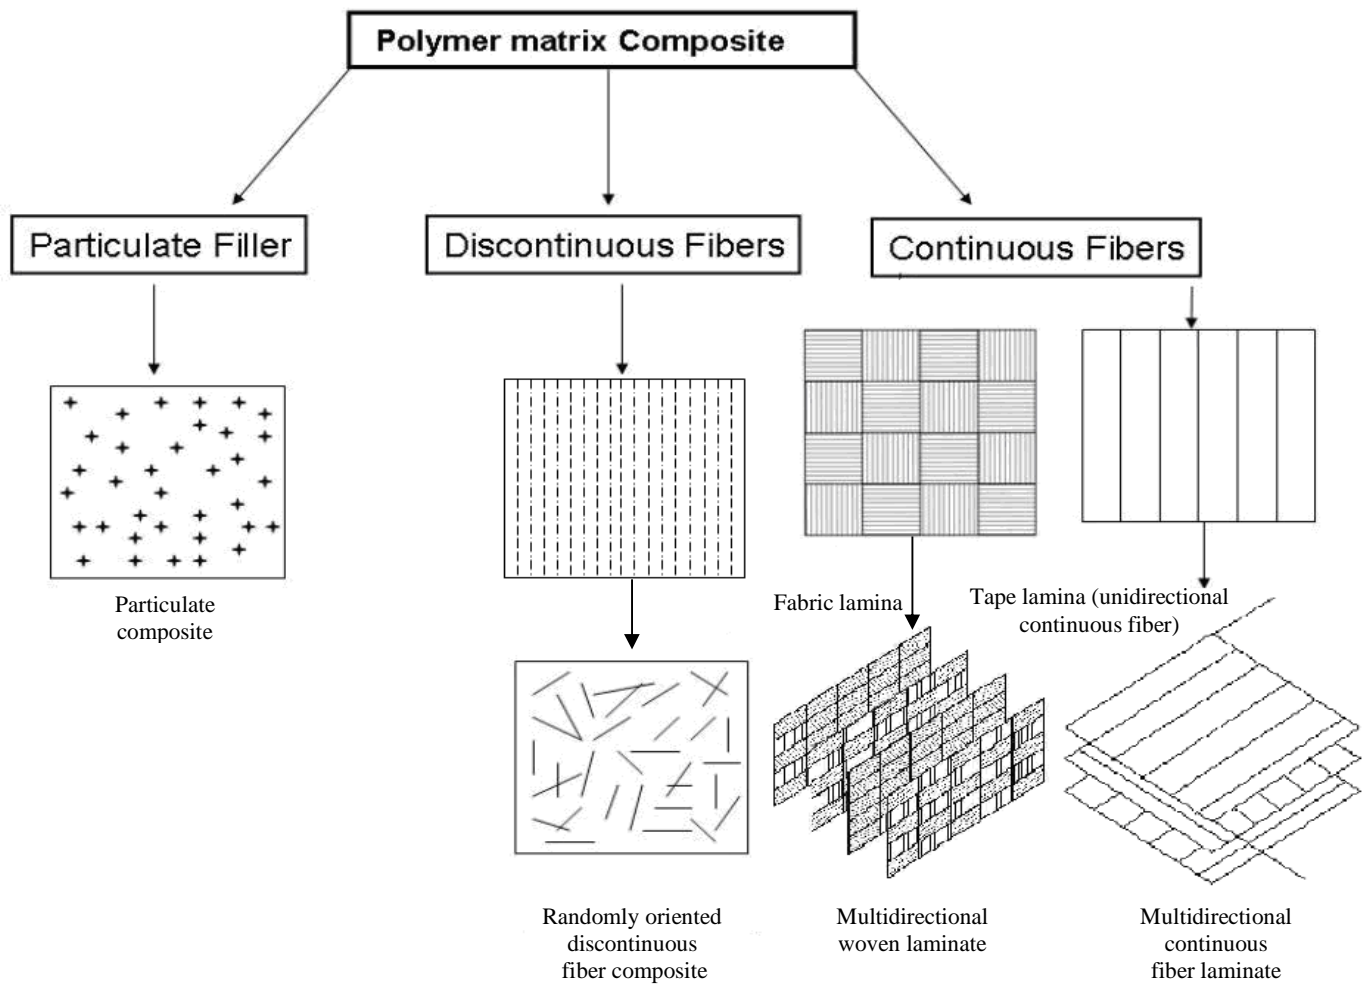 Polymer matrix Composite
Particulate Filler
Discontinuous Fibers
Continuous Fibers
Particulate
composite
Fabric lamina
Tape lamina (unidirectional
continuous fiber)
Randomly oriented
discontinuous
fiber composite
Multidirectional
woven laminate
Multidirectional
continuous
fiber laminate